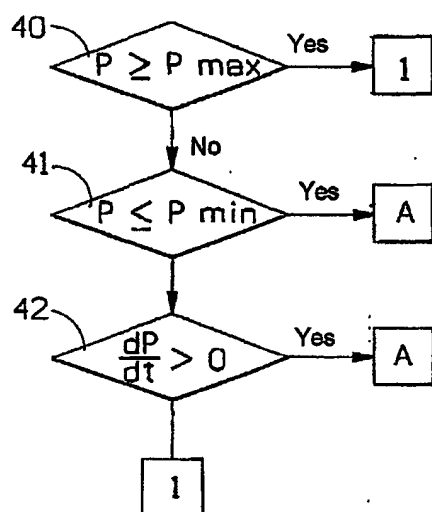 40
P ≥ P max
Yes
1
No
41
P ≤ P min
Yes
A
42
dP/dt > 0
Yes
A
1